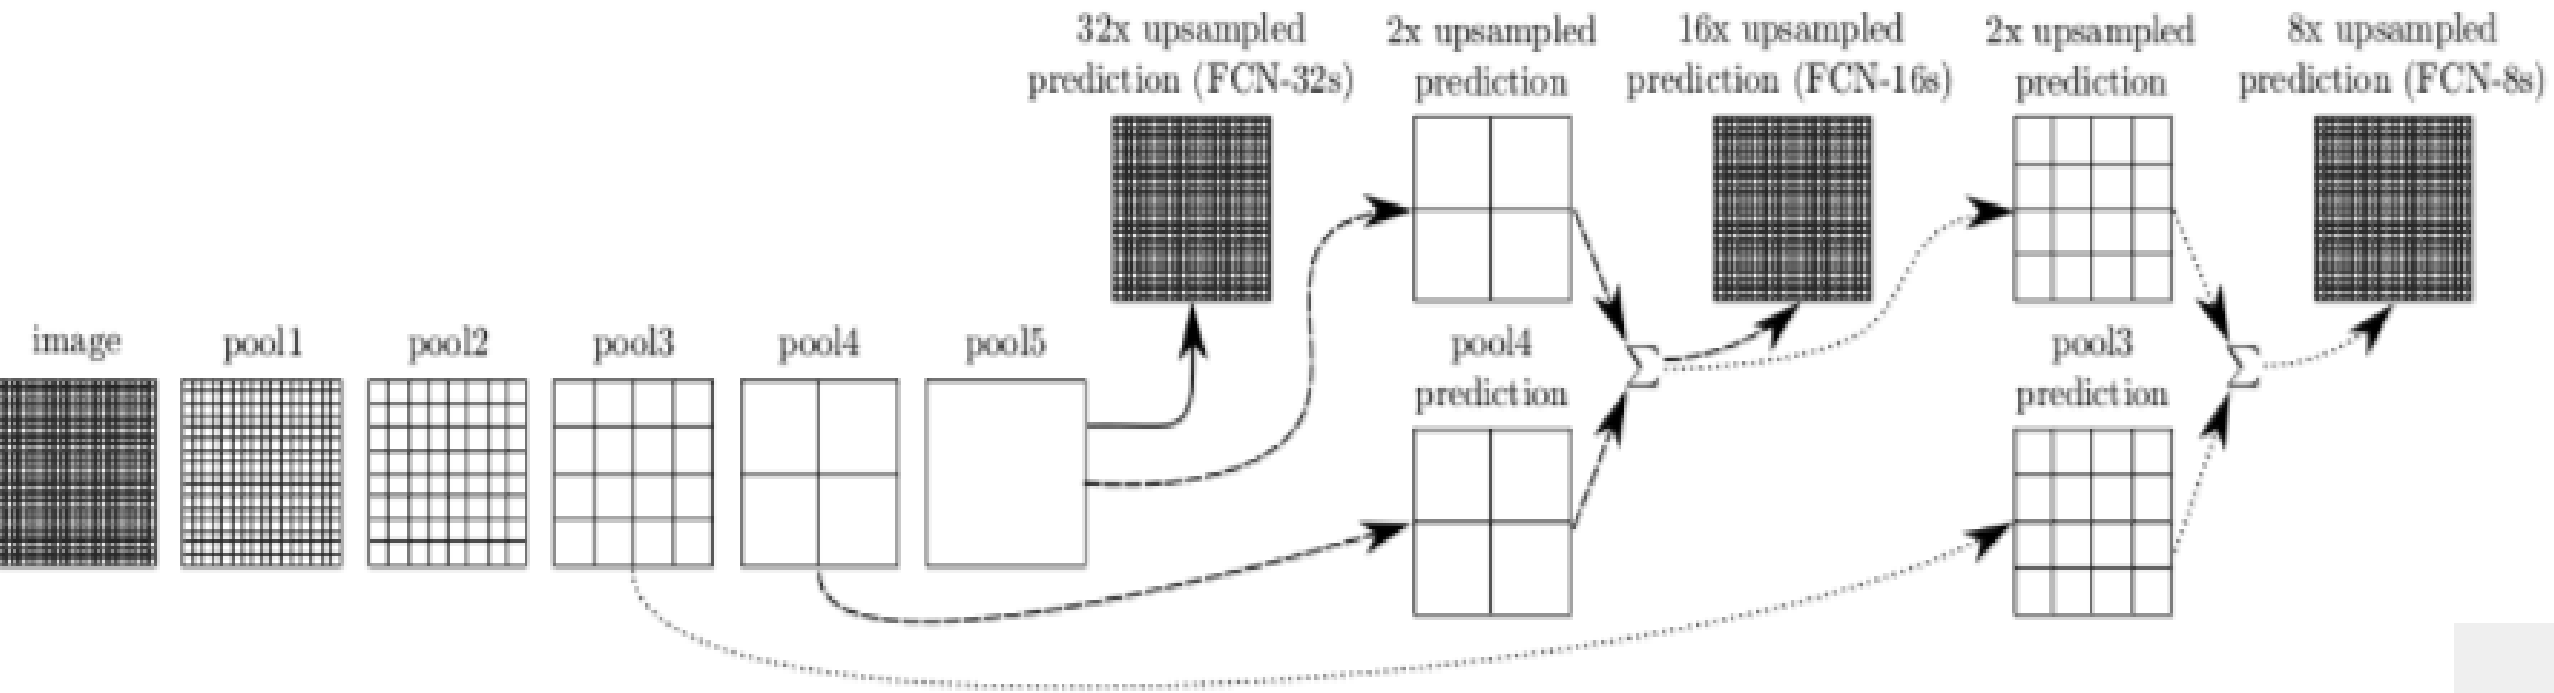 32x upsampled
prediction (FCN-32s)
2x upsampled
prediction
16x upsampled
prediction (FCN-16s)
2x upsampled
prediction
8x upsampled
prediction (FCN-8s)
image
pool1
pool2
pool3
pool4
pool5
pool4
prediction
Σ
pool3
prediction
Σ